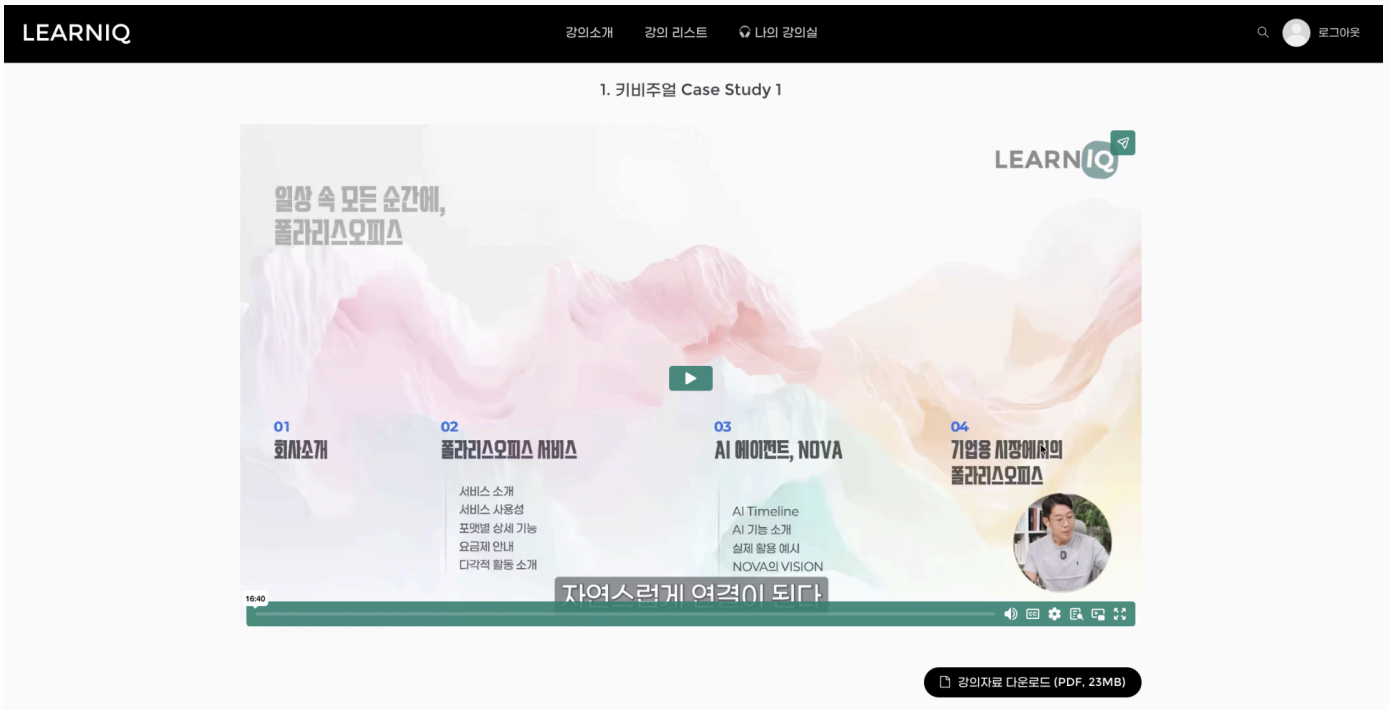 LEARNIQ
강의소개
강의 리스트
나의 강의실
로그아웃
1. 키비주얼 Case Study 1
LEARNIQ
일상 속 모든 순간에,
폴라리스오피스
01
회사소개
02
폴라리스오피스 서비스
서비스 소개
서비스 사용성
포맷별 상세 기능
요금제 안내
다각적 활동 소개
03
AI 에이전트, NOVA
AI Timeline
AI 기능 소개
실제 활용 예시
NOVA의 VISION
04
기업용 시장에서의
폴라리스오피스
자연스럽게 연결이 된다
16:40
CC
강의자료 다운로드 (PDF, 23MB)